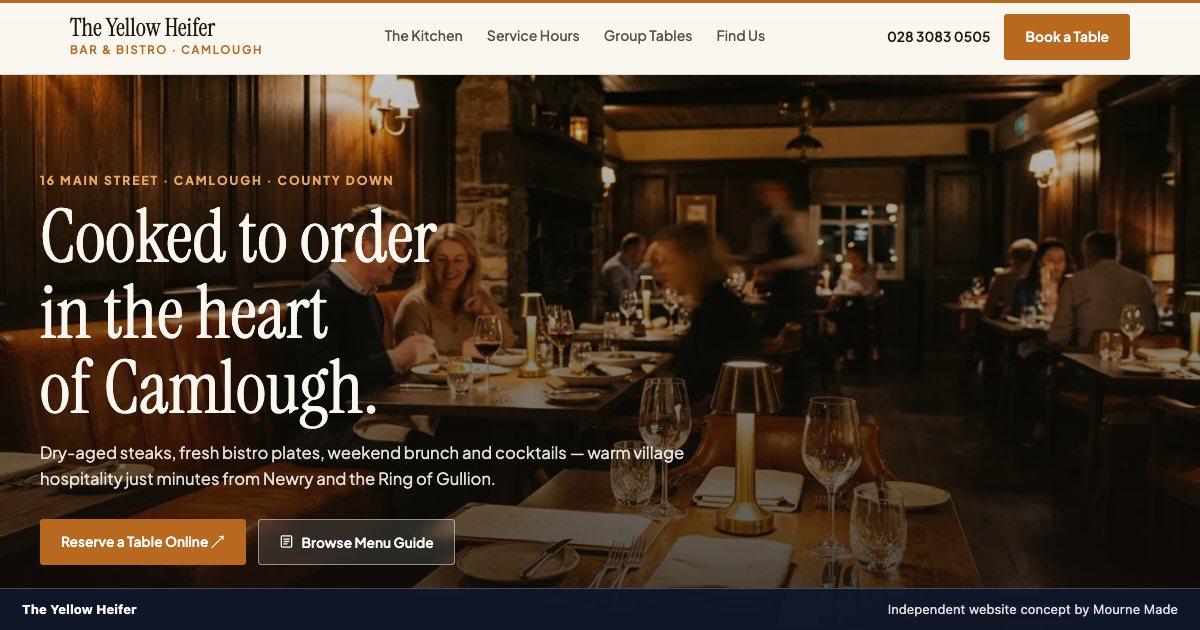 The Yellow Heifer
BAR & BISTRO · CAMLOUGH
The Kitchen
Service Hours
Group Tables
Find Us
028 3083 0505
Book a Table
16 MAIN STREET · CAMLOUGH · COUNTY DOWN
Cooked to order
in the heart
of Camlough.
Dry-aged steaks, fresh bistro plates, weekend brunch and cocktails — warm village
hospitality just minutes from Newry and the Ring of Gullion.
Reserve a Table Online ↗
Browse Menu Guide
The Yellow Heifer
Independent website concept by Mourne Made